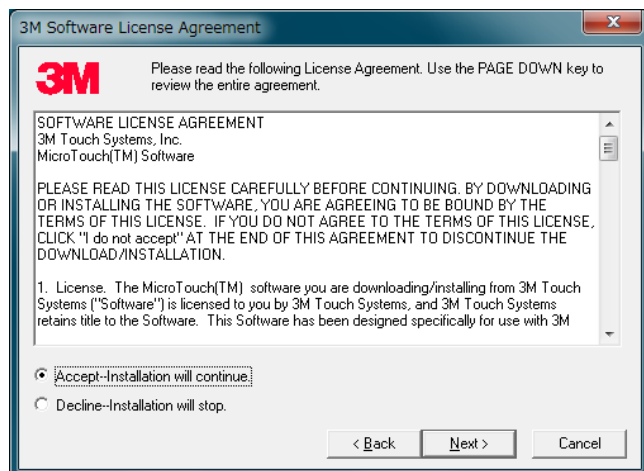 3M Software License Agreement
3M
Please read the following License Agreement. Use the PAGE DOWN key to
review the entire agreement.
SOFTWARE LICENSE AGREEMENT
3M Touch Systems, Inc.
MicroTouch(TM) Software
PLEASE READ THIS LICENSE CAREFULLY BEFORE CONTINUING. BY DOWNLOADING
OR INSTALLING THE SOFTWARE, YOU ARE AGREEING TO BE BOUND BY THE
TERMS OF THIS LICENSE.  IF YOU DO NOT AGREE TO THE TERMS OF THIS LICENSE,
CLICK "I do not accept" AT THE END OF THIS AGREEMENT TO DISCONTINUE THE
DOWNLOAD/INSTALLATION.
1.  License.  The MicroTouch(TM)  software you are downloading/installing from 3M Touch
Systems ("Software") is licensed to you by 3M Touch Systems, and 3M Touch Systems
retains title to the Software.  This Software has been designed specifically for use with 3M
Accept--Installation will continue.
Decline--Installation will stop.
< Back
Next >
Cancel